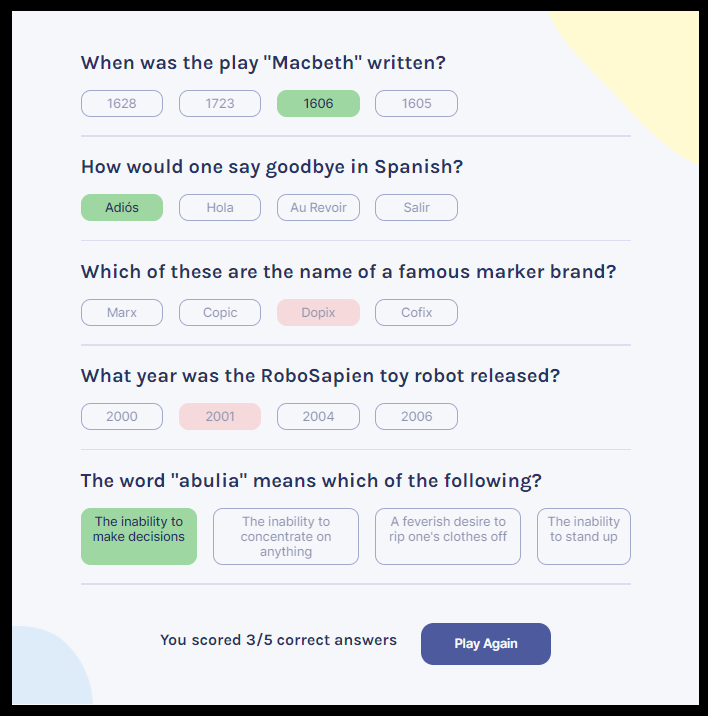 When was the play "Macbeth" written?
1628 1723 1606 1605
How would one say goodbye in Spanish?
Adiós Hola Au Revoir Salir
Which of these are the name of a famous marker brand?
Marx Copic Dopix Cofix
What year was the RoboSapien toy robot released?
2000 2001 2004 2006
The word "abulia" means which of the following?
The inability to
make decisions
The inability to
concentrate on
anything
A feverish desire to
rip one's clothes off
The inability
to stand up
You scored 3/5 correct answers
Play Again